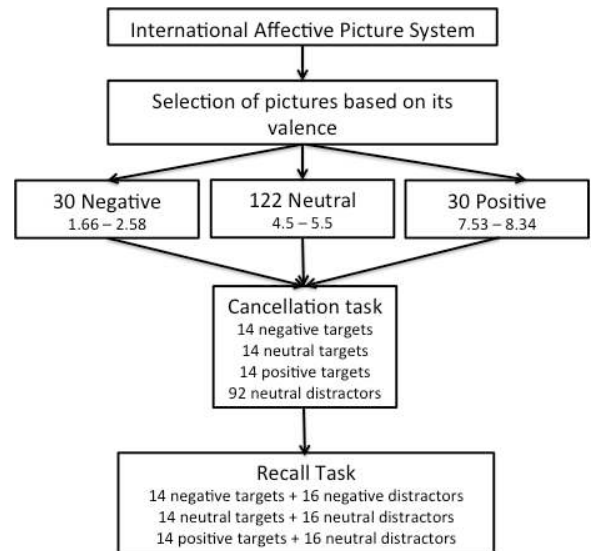 International Affective Picture System
Selection of pictures based on its
valence
30 Negative
1.66 – 2.58
122 Neutral
4.5 – 5.5
30 Positive
7.53 – 8.34
Cancellation task
14 negative targets
14 neutral targets
14 positive targets
92 neutral distractors
Recall Task
14 negative targets + 16 negative distractors
14 neutral targets + 16 neutral distractors
14 positive targets + 16 neutral distractors